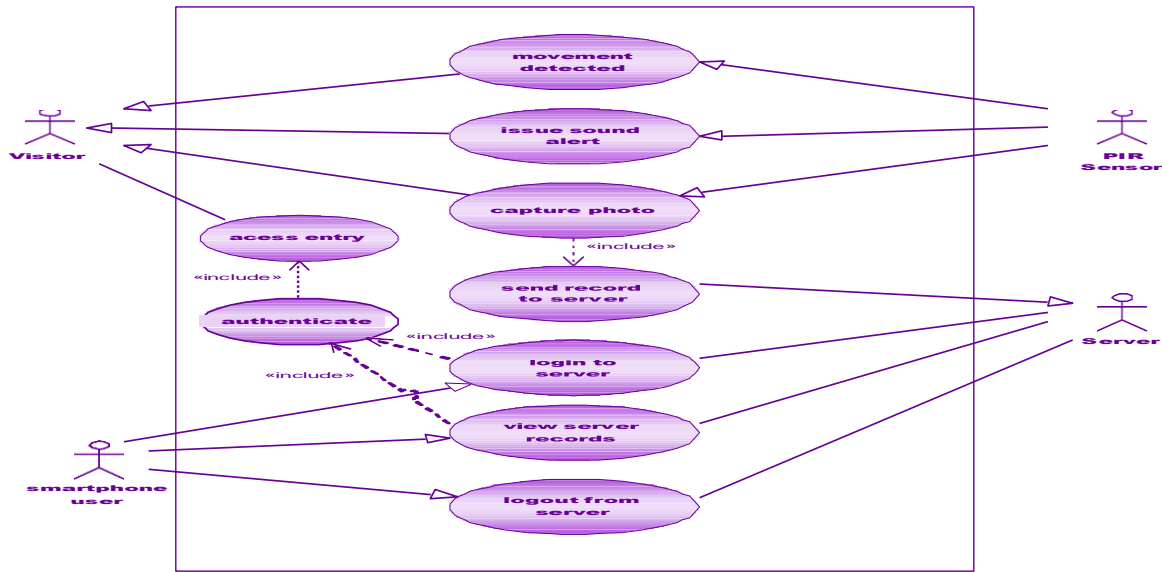 movement
detected
issue sound
alert
Visitor
PIR
Sensor
capture photo
acess entry
«include»
«include»
send record
to server
authenticate
«include»
Server
login to
server
«include»
view server
records
smartphone
user
logout from
server